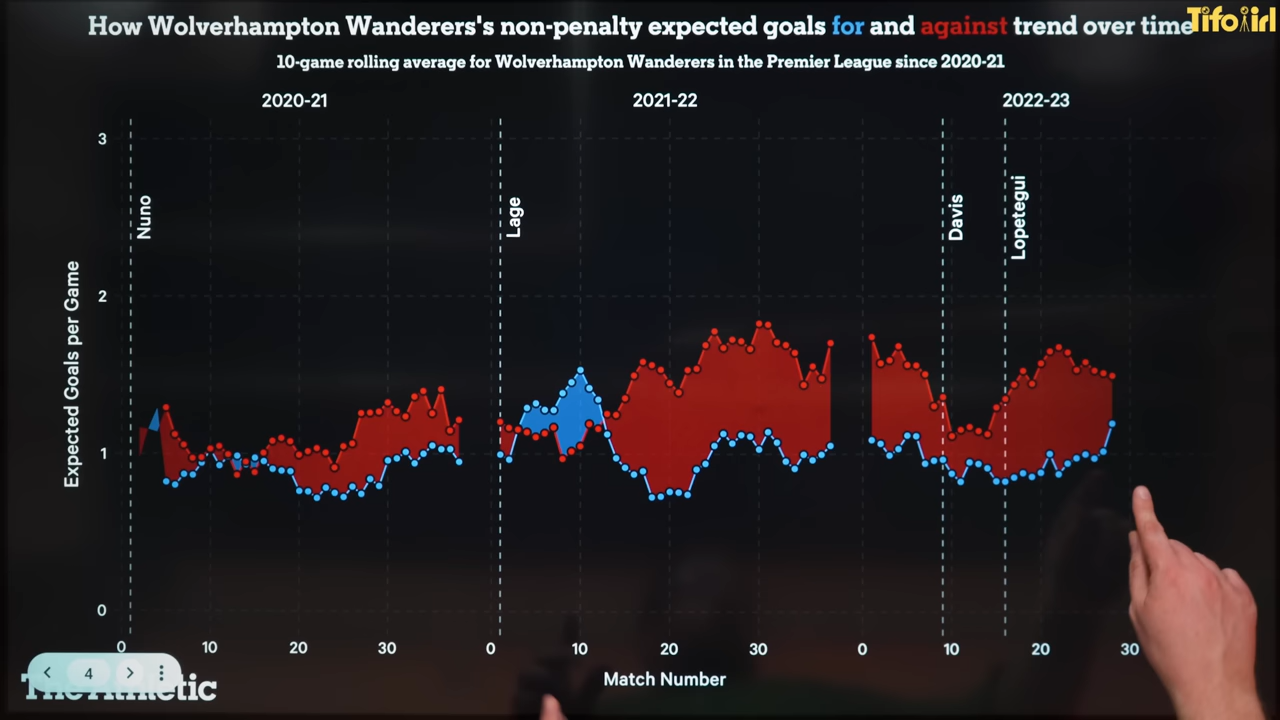 How Wolverhampton Wanderers's non-penalty expected goals for and against trend over time
Tifo irl
10-game rolling average for Wolverhampton Wanderers in the Premier League since 2020-21
2020-21
2021-22
2022-23
3
2
1
0
Expected Goals per Game
Nuno
Lage
Davis
Lopetegui
0
10
20
30
0
10
20
30
0
10
20
30
Match Number
4
The Athletic